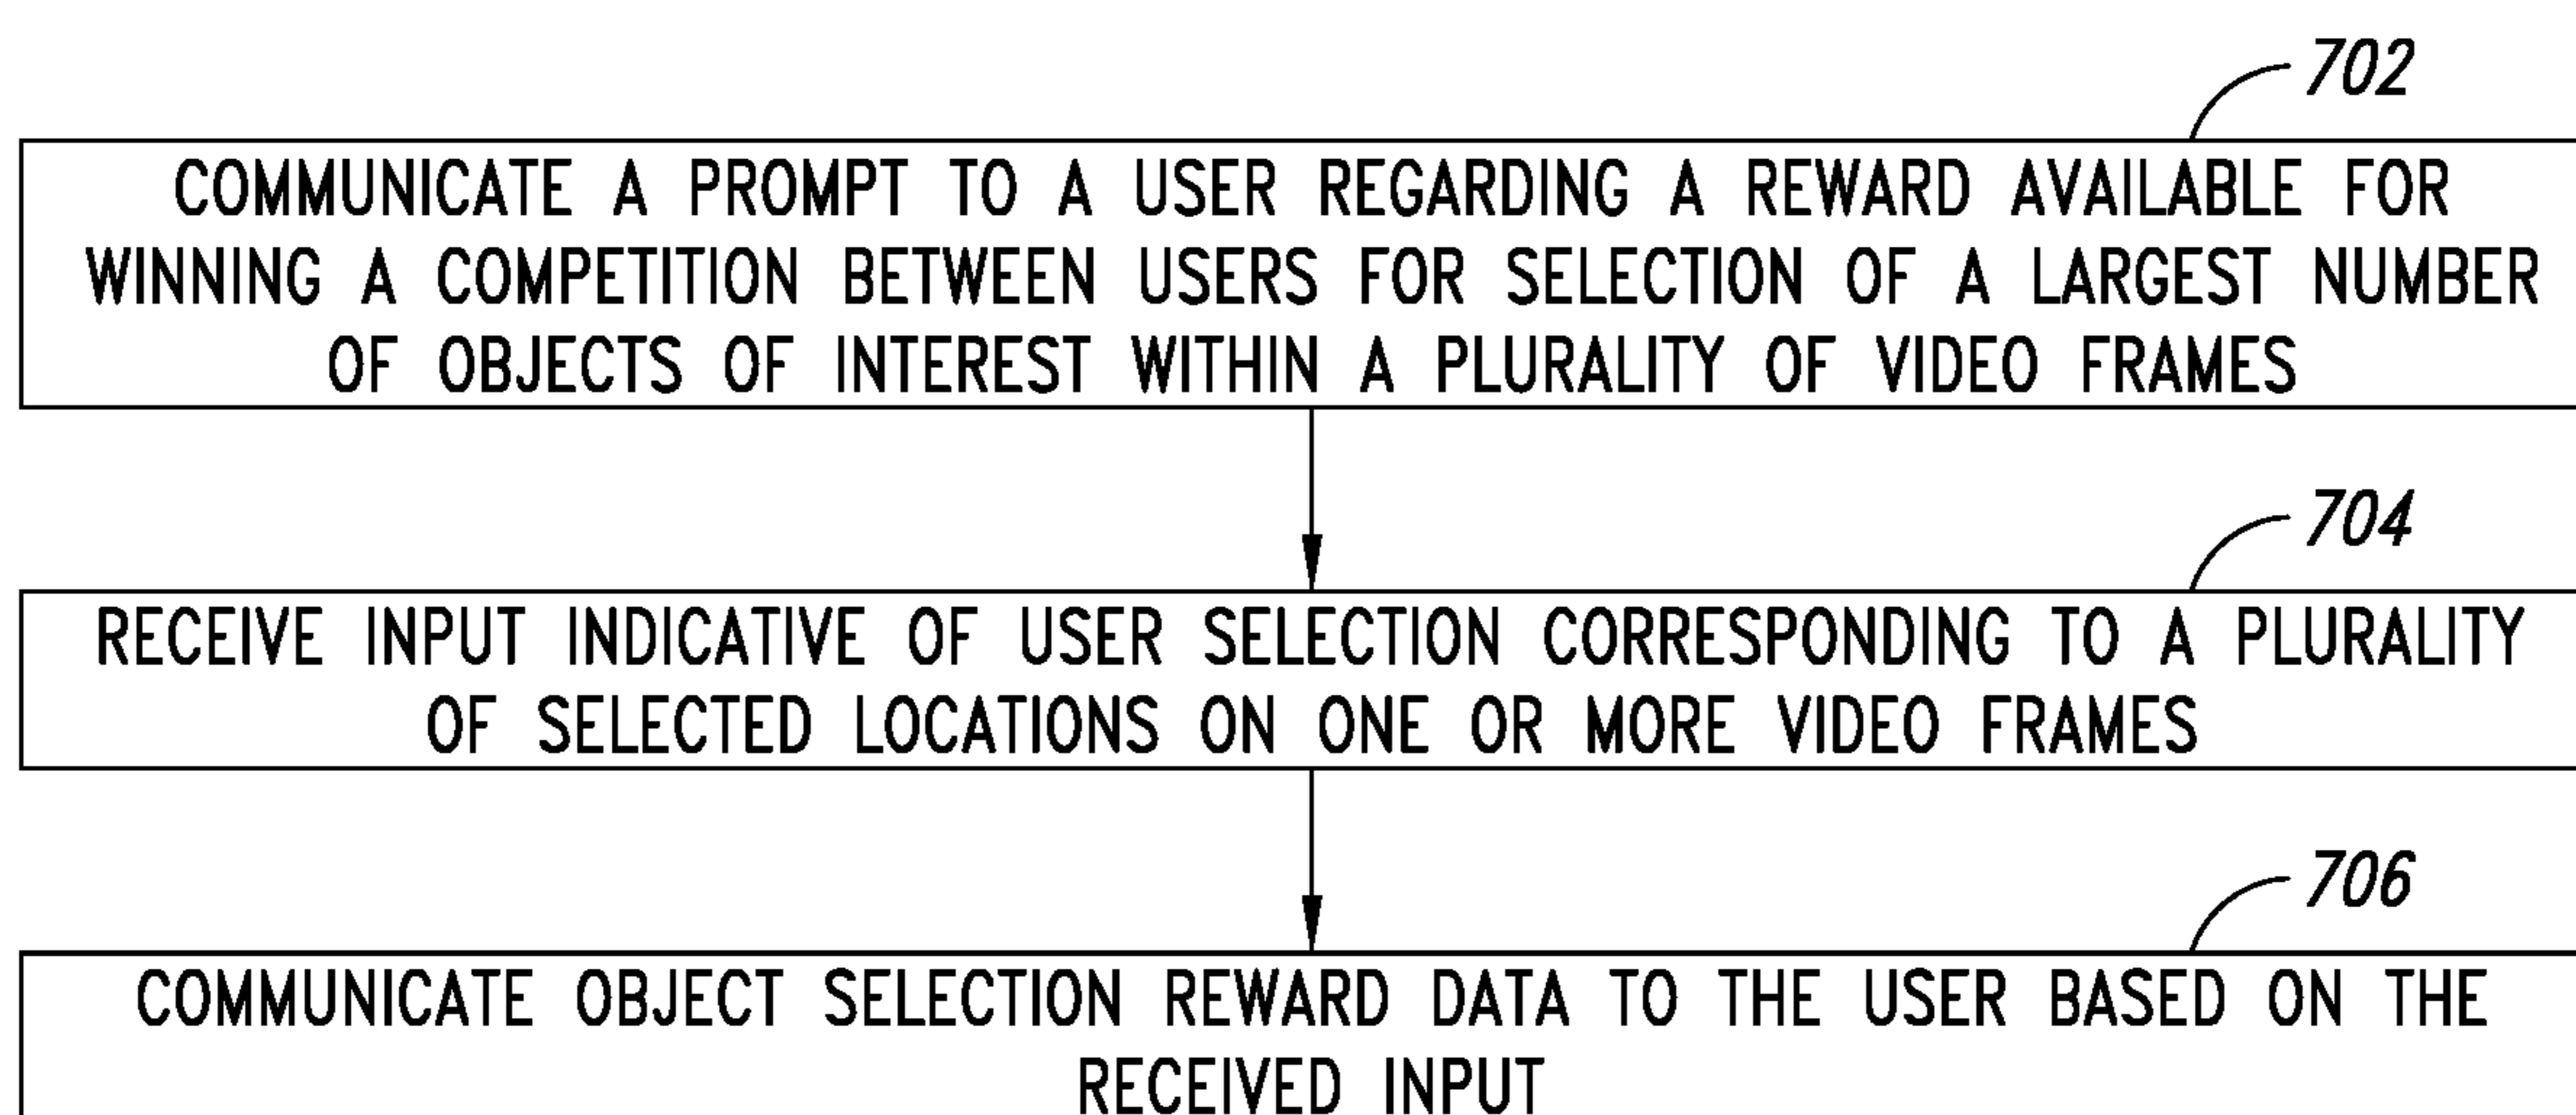 702
COMMUNICATE A PROMPT TO A USER REGARDING A REWARD AVAILABLE FOR
WINNING A COMPETITION BETWEEN USERS FOR SELECTION OF A LARGEST NUMBER
OF OBJECTS OF INTEREST WITHIN A PLURALITY OF VIDEO FRAMES
704
RECEIVE INPUT INDICATIVE OF USER SELECTION CORRESPONDING TO A PLURALITY
OF SELECTED LOCATIONS ON ONE OR MORE VIDEO FRAMES
706
COMMUNICATE OBJECT SELECTION REWARD DATA TO THE USER BASED ON THE
RECEIVED INPUT